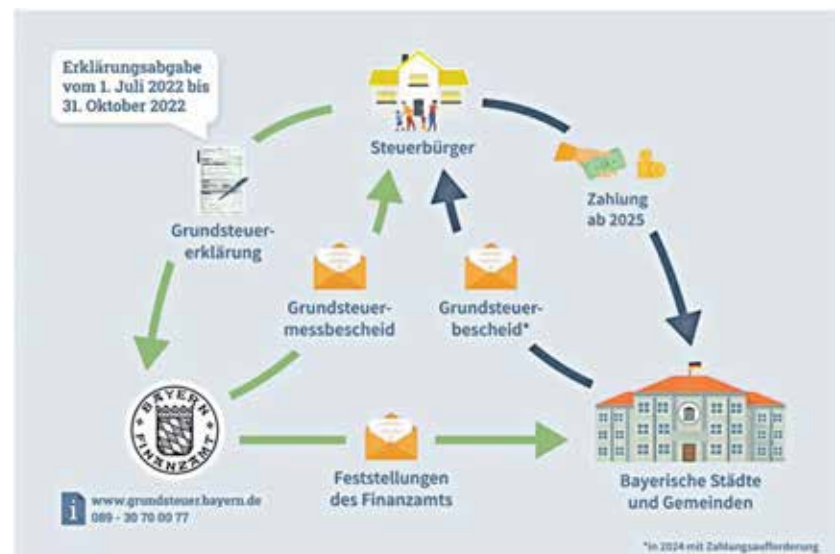 Erklärungsabgabe
vom 1. Juli 2022 bis
31. Oktober 2022
Steuerbürger
Zahlung
ab 2025
Grundsteuer-
erklärung
Grundsteuer-
messbescheid
Grundsteuer-
bescheid*
BAYERN
FINANZAMT
Feststellungen
des Finanzamts
Bayerische Städte
und Gemeinden
i
www.grundsteuer.bayern.de
089 - 30 70 00 77
*in 2024 mit Zahlungsaufforderung